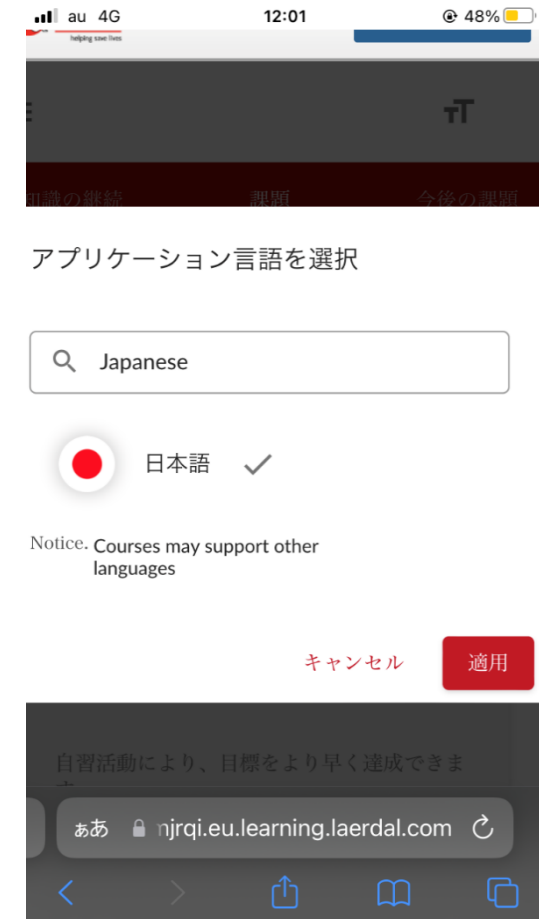 au 4G 12:01 48%
helping save lives
知識の継続 課題 今後の課題
アプリケーション言語を選択
Japanese
日本語
Notice. Courses may support other
languages
キャンセル 適用
自習活動により、目標をより早く達成できま
ぁあ njrqi.eu.learning.laerdal.com